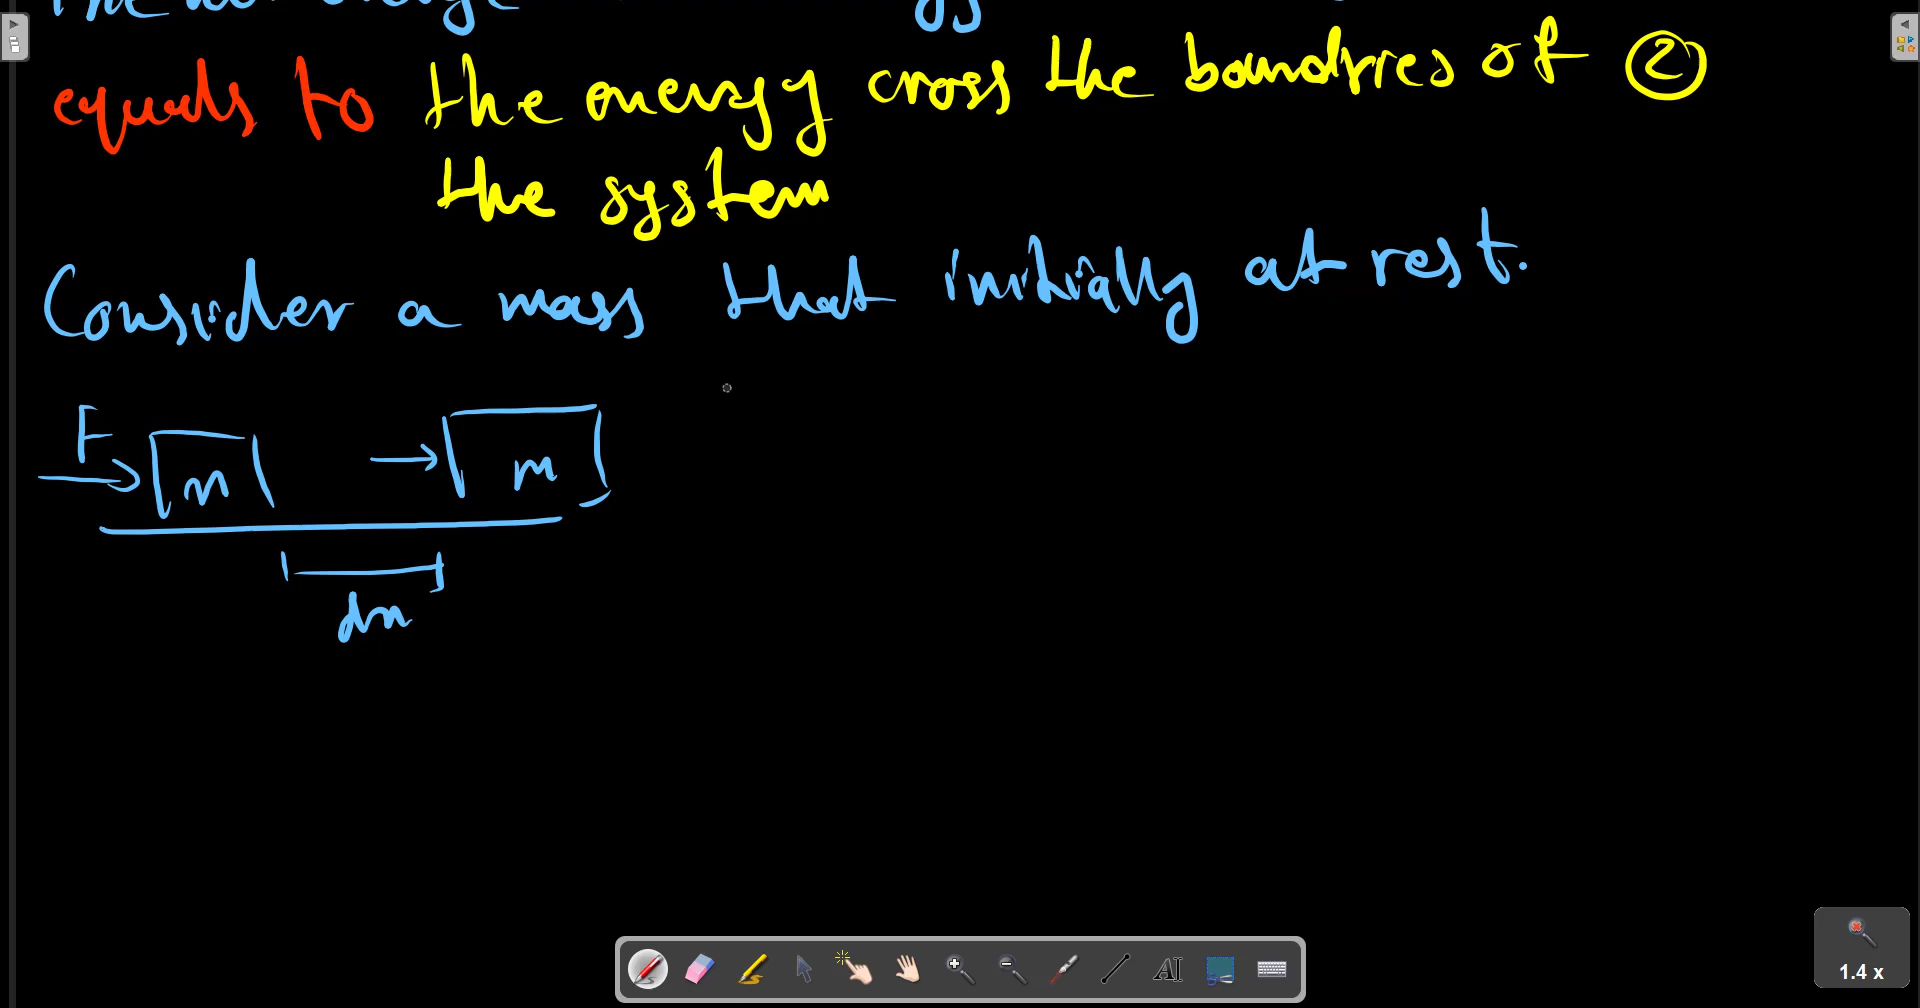 equals to the energy cross the boundries of ②
the system
Consider a mass that initially at rest.
F
m m
dx
AI
1.4 x